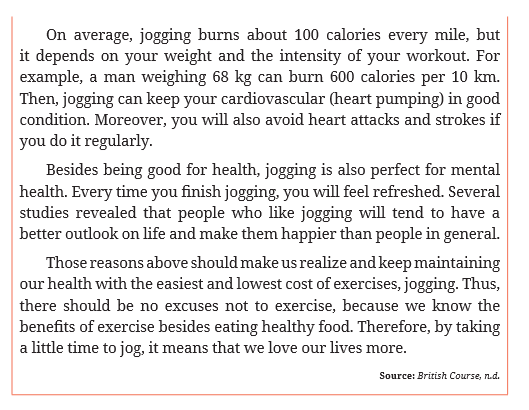 On average, jogging burns about 100 calories every mile, but
it depends on your weight and the intensity of your workout. For
example, a man weighing 68 kg can burn 600 calories per 10 km.
Then, jogging can keep your cardiovascular (heart pumping) in good
condition. Moreover, you will also avoid heart attacks and strokes if
you do it regularly.
Besides being good for health, jogging is also perfect for mental
health. Every time you finish jogging, you will feel refreshed. Several
studies revealed that people who like jogging will tend to have a
better outlook on life and make them happier than people in general.
Those reasons above should make us realize and keep maintaining
our health with the easiest and lowest cost of exercises, jogging. Thus,
there should be no excuses not to exercise, because we know the
benefits of exercise besides eating healthy food. Therefore, by taking
a little time to jog, it means that we love our lives more.
Source: British Course, n.d.